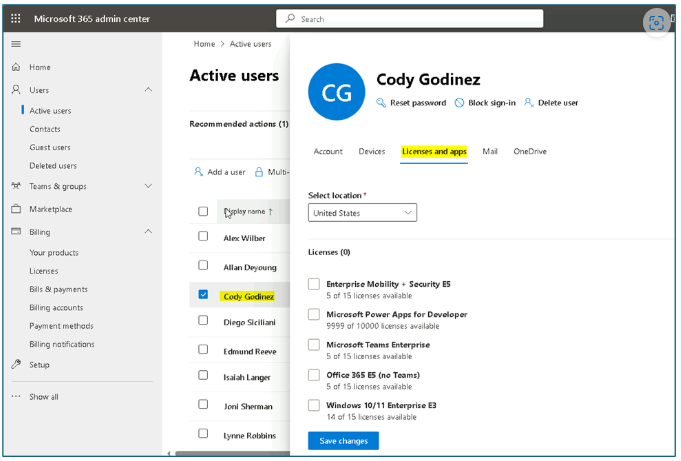 Microsoft 365 admin center
Search
Home
Users
Active users
Contacts
Guest users
Deleted users
Teams & groups
Marketplace
Billing
Your products
Licenses
Bills & payments
Billing accounts
Payment methods
Billing notifications
Setup
Show all
Home > Active users
Active users
Recommended actions (1)
Add a user Multi-
Display name ↑
Alex Wilber
Allan Deyoung
Cody Godinez
Diego Siciliani
Edmund Reeve
Isaiah Langer
Joni Sherman
Lynne Robbins
CG
Cody Godinez
Reset password Block sign-in Delete user
Account Devices Licenses and apps Mail OneDrive
Select location *
United States
Licenses (0)
Enterprise Mobility + Security E5
5 of 15 licenses available
Microsoft Power Apps for Developer
9999 of 10000 licenses available
Microsoft Teams Enterprise
5 of 15 licenses available
Office 365 E5 (no Teams)
5 of 15 licenses available
Windows 10/11 Enterprise E3
14 of 15 licenses available
Save changes